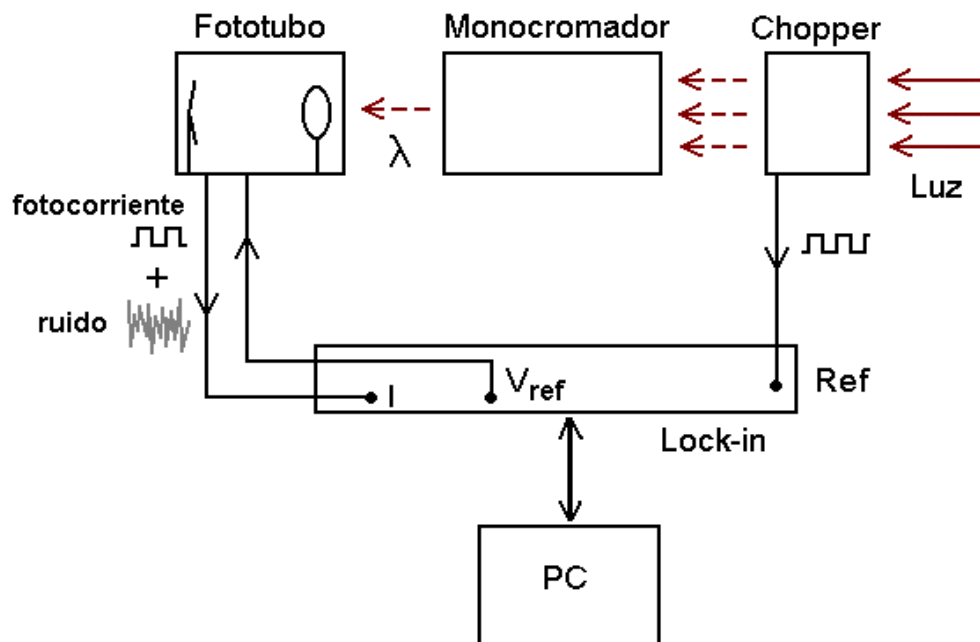 Fototubo
Monocromador
Chopper
λ
Luz
fotocorriente
+
ruido
I
Vref
Ref
Lock-in
PC